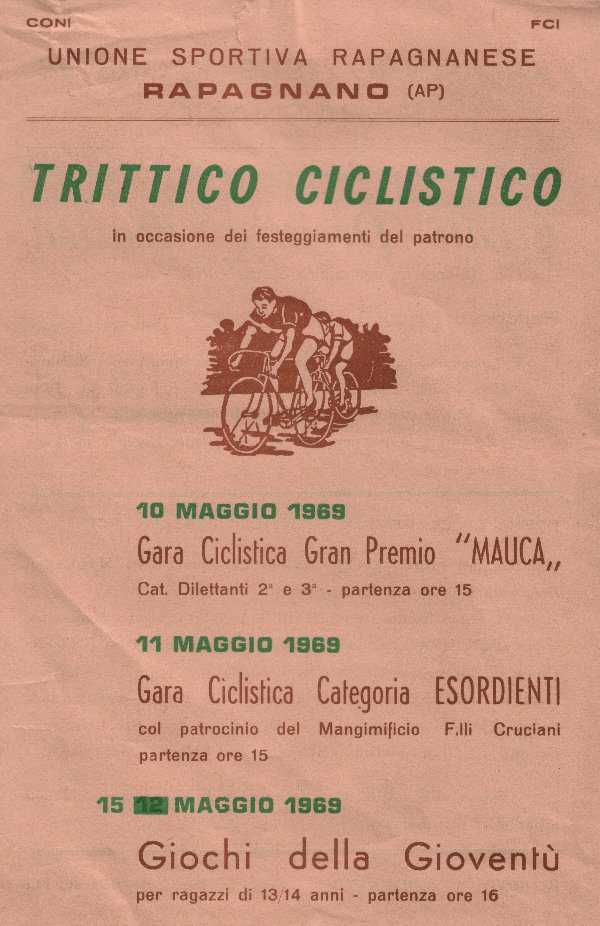 CONI FCI
UNIONE SPORTIVA RAPAGNANESE
RAPAGNANO (AP)
TRITTICO CICLISTICO
in occasione dei festeggiamenti del patrono
10 MAGGIO 1969
Gara Ciclistica Gran Premio "MAUCA„
Cat. Dilettanti 2ª e 3ª - partenza ore 15
11 MAGGIO 1969
Gara Ciclistica Categoria ESORDIENTI
col patrocinio del Mangimificio F.lli Cruciani
partenza ore 15
15 12 MAGGIO 1969
Giochi della Gioventù
per ragazzi di 13/14 anni - partenza ore 16